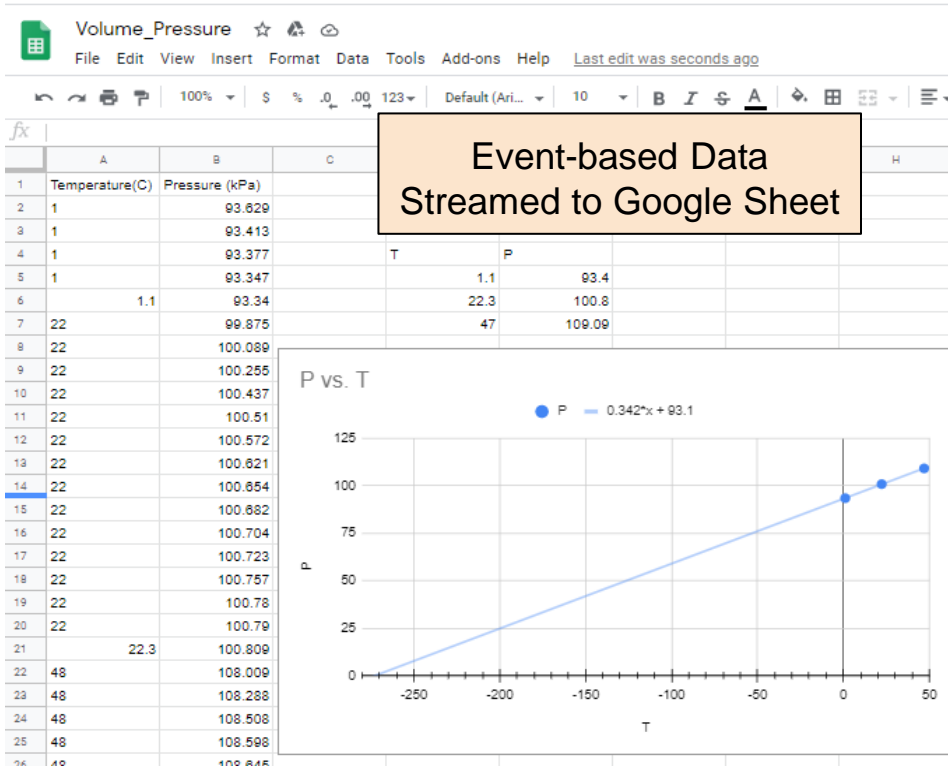 Volume_Pressure
File Edit View Insert Format Data Tools Add-ons Help Last edit was seconds ago
100% $ % .0 .00 123 Default (Ari... 10 B I S A
fx
Event-based Data
Streamed to Google Sheet
A B C H
1 Temperature(C) Pressure (kPa)
2 1 93.629
3 1 93.413
4 1 93.377 T P
5 1 93.347 1.1 93.4
6 1.1 93.34 22.3 100.8
7 22 99.875 47 109.09
8 22 100.089
9 22 100.255
10 22 100.437
11 22 100.51
12 22 100.572
13 22 100.621
14 22 100.654
15 22 100.682
16 22 100.704
17 22 100.723
18 22 100.757
19 22 100.78
20 22 100.79
21 22.3 100.809
22 48 108.009
23 48 108.288
24 48 108.508
25 48 108.598
26 48 108.645
P vs. T
P 0.342*x + 93.1
125
100
75
50
25
0
P
-250 -200 -150 -100 -50 0 50
T